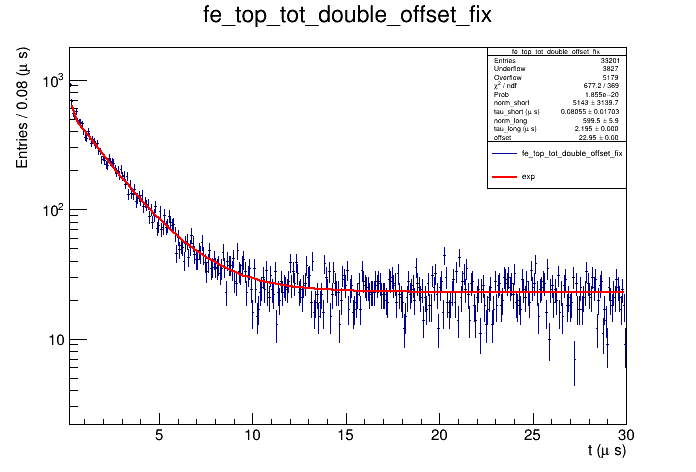 fe_top_tot_double_offset_fix
Entries / 0.08 (μ s)
fe_top_tot_double_offset_fix
Entries 33201
Underflow 3827
Overflow 5179
χ² / ndf 677.2 / 369
Prob 1.855e−20
norm_short 5143 ± 3139.7
tau_short (μ s) 0.08055 ± 0.01703
norm_long 599.5 ± 5.9
tau_long (μ s) 2.195 ± 0.000
offset 22.95 ± 0.00
fe_top_tot_double_offset_fix
exp
10³
10²
10
5 10 15 20 25 30
t (μ s)